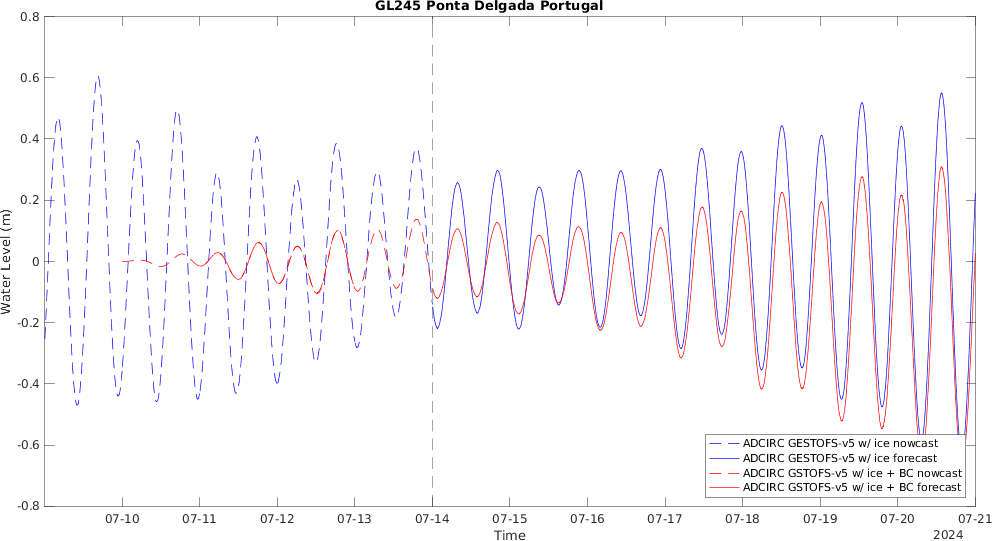 GL245 Ponta Delgada Portugal
0.8
0.6
0.4
0.2
0
-0.2
-0.4
-0.6
-0.8
Water Level (m)
ADCIRC GESTOFS-v5 w/ ice nowcast
ADCIRC GESTOFS-v5 w/ ice forecast
ADCIRC GSTOFS-v5 w/ ice + BC nowcast
ADCIRC GSTOFS-v5 w/ ice + BC forecast
07-10 07-11 07-12 07-13 07-14 07-15 07-16 07-17 07-18 07-19 07-20 07-21
Time
2024